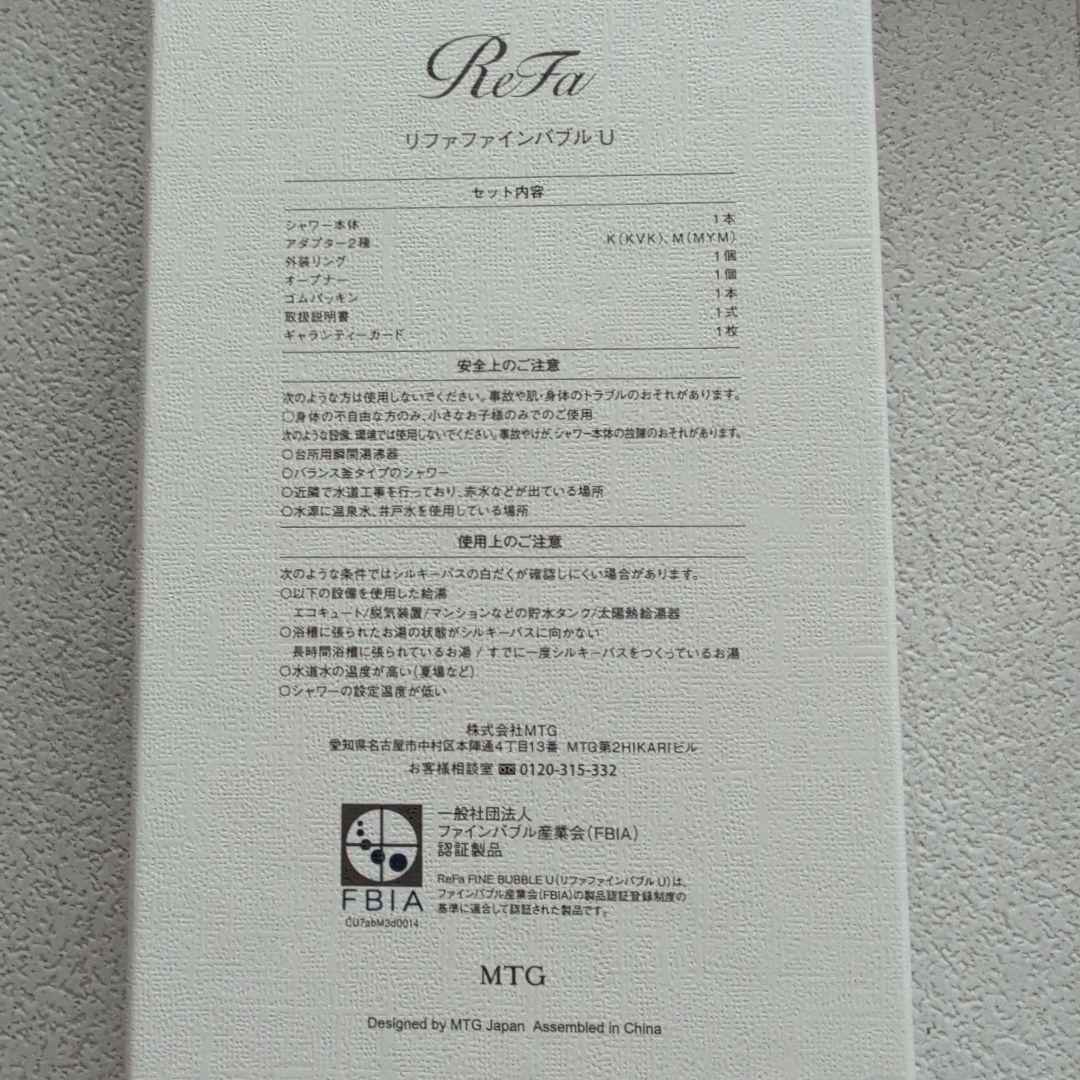 ReFa
リファファインバブル U
セット内容
シャワー本体 1本
アダプター2種 K(KVK)、M(MYM)
外装リング 1個
オープナー 1個
ゴムパッキン 1本
取扱説明書 1式
ギャランティーカード 1枚
安全上のご注意
次のような方は使用しないでください。事故や肌・身体のトラブルのおそれがあります。
○身体の不自由な方のみ、小さなお子様のみでのご使用
次のような設備、環境では使用しないでください。事故やけが、シャワー本体の故障のおそれがあります。
○台所用瞬間湯沸器
○バランス釜タイプのシャワー
○近隣で水道工事を行っており、赤水などが出ている場所
○水源に温泉水、井戸水を使用している場所
使用上のご注意
次のような条件ではシルキーバスの白だくが確認しにくい場合があります。
○以下の設備を使用した給湯
エコキュート/脱気装置/マンションなどの貯水タンク/太陽熱給湯器
○浴槽に張られたお湯の状態がシルキーバスに向かない
長時間浴槽に張られているお湯 / すでに一度シルキーバスをつくっているお湯
○水道水の温度が高い(夏場など)
○シャワーの設定温度が低い
株式会社MTG
愛知県名古屋市中村区本陣通4丁目13番 MTG第2HIKARIビル
お客様相談室 0120-315-332
一般社団法人
ファインバブル産業会(FBIA)
認証製品
ReFa FINE BUBBLE U(リファファインバブル U)は、
ファインバブル産業会(FBIA)の製品認証登録制度の
基準に適合して認証された製品です。
FBIA
CU7abM3d0014
MTG
Designed by MTG Japan Assembled in China